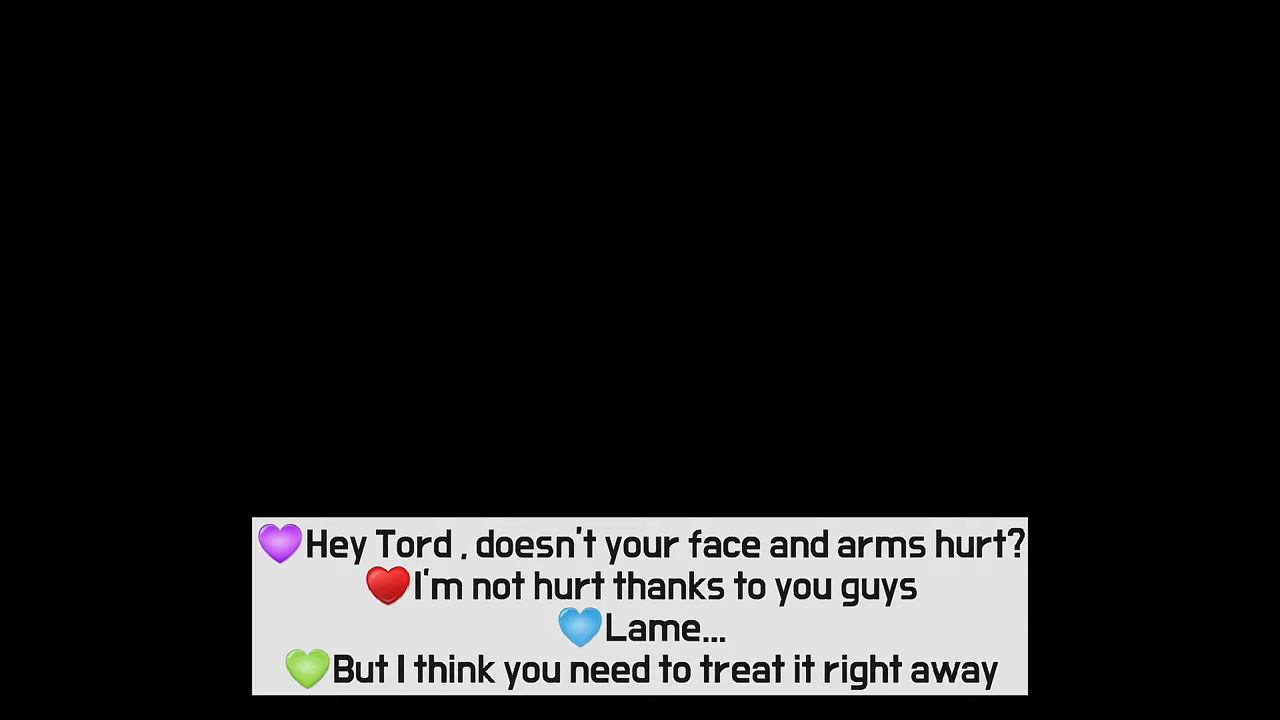 💜Hey Tord , doesn't your face and arms hurt?
❤️I'm not hurt thanks to you guys
💙Lame...
💚But I think you need to treat it right away